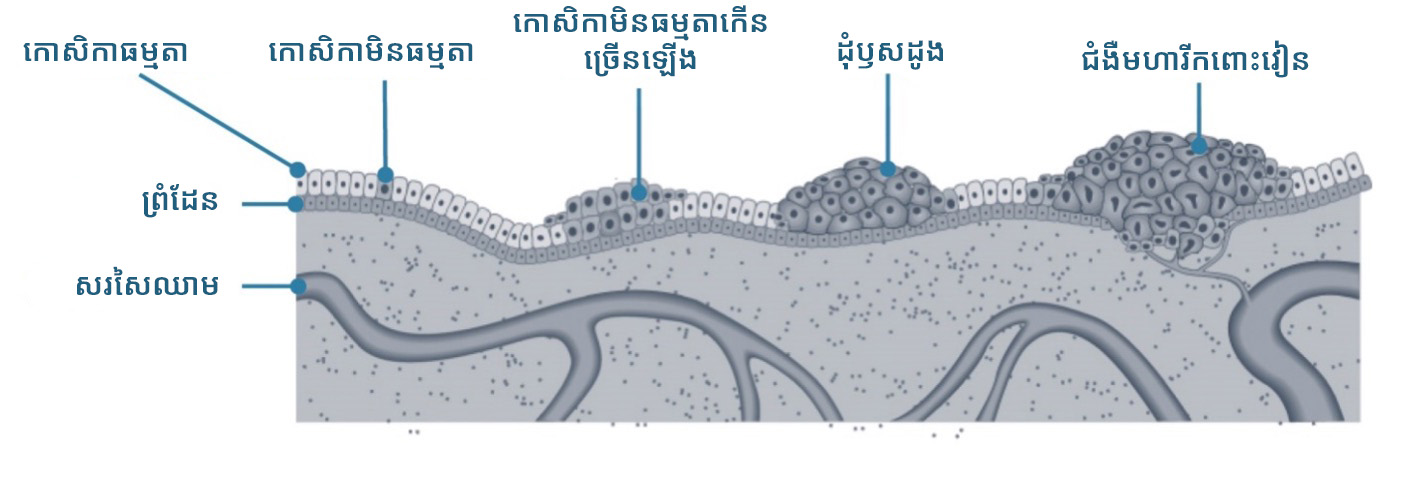 កោសិកាធម្មតា
កោសិកាមិនធម្មតា
កោសិកាមិនធម្មតាកើន
ច្រើនឡើង
ដុំឫសដូង
ជំងឺមហារីកពោះវៀន
ព្រំដែន
សរសៃឈាម